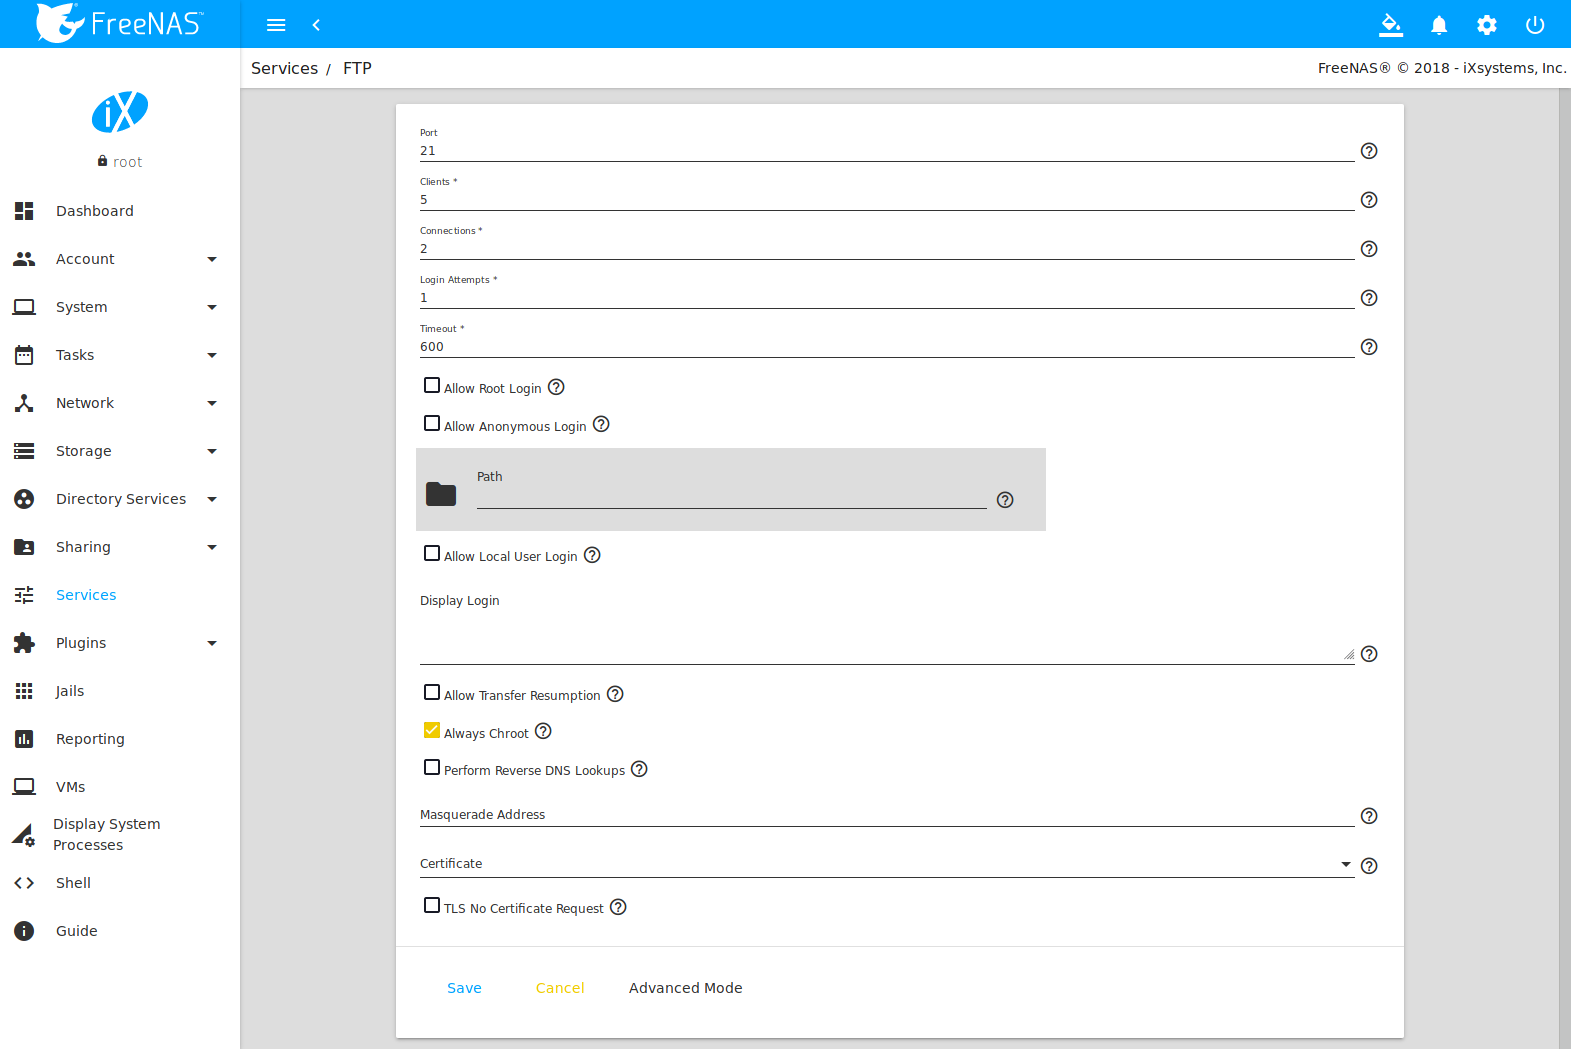 FreeNAS™
Services / FTP
FreeNAS® © 2018 - iXsystems, Inc.
iX
root
Dashboard
Account
System
Tasks
Network
Storage
Directory Services
Sharing
Services
Plugins
Jails
Reporting
VMs
Display System
Processes
Shell
Guide
Port
21
Clients *
5
Connections *
2
Login Attempts *
1
Timeout *
600
Allow Root Login
Allow Anonymous Login
Path
Allow Local User Login
Display Login
Allow Transfer Resumption
Always Chroot
Perform Reverse DNS Lookups
Masquerade Address
Certificate
TLS No Certificate Request
Save Cancel Advanced Mode